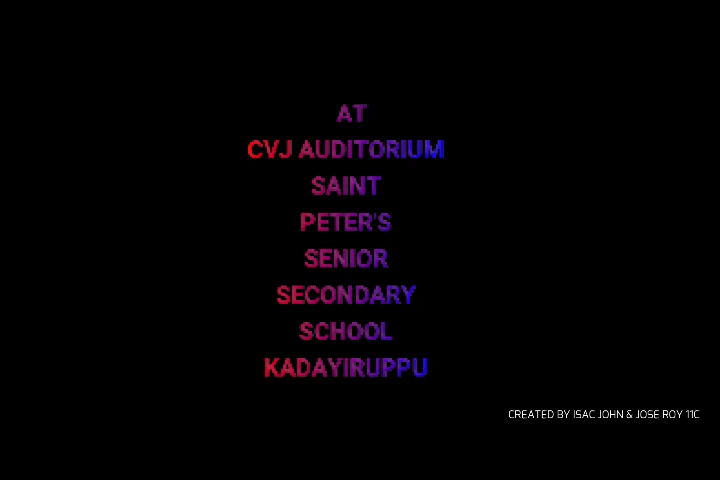 AT
CVJ AUDITORIUM
SAINT
PETER'S
SENIOR
SECONDARY
SCHOOL
KADAYIRUPPU
CREATED BY ISAC JOHN & JOSE ROY 11C